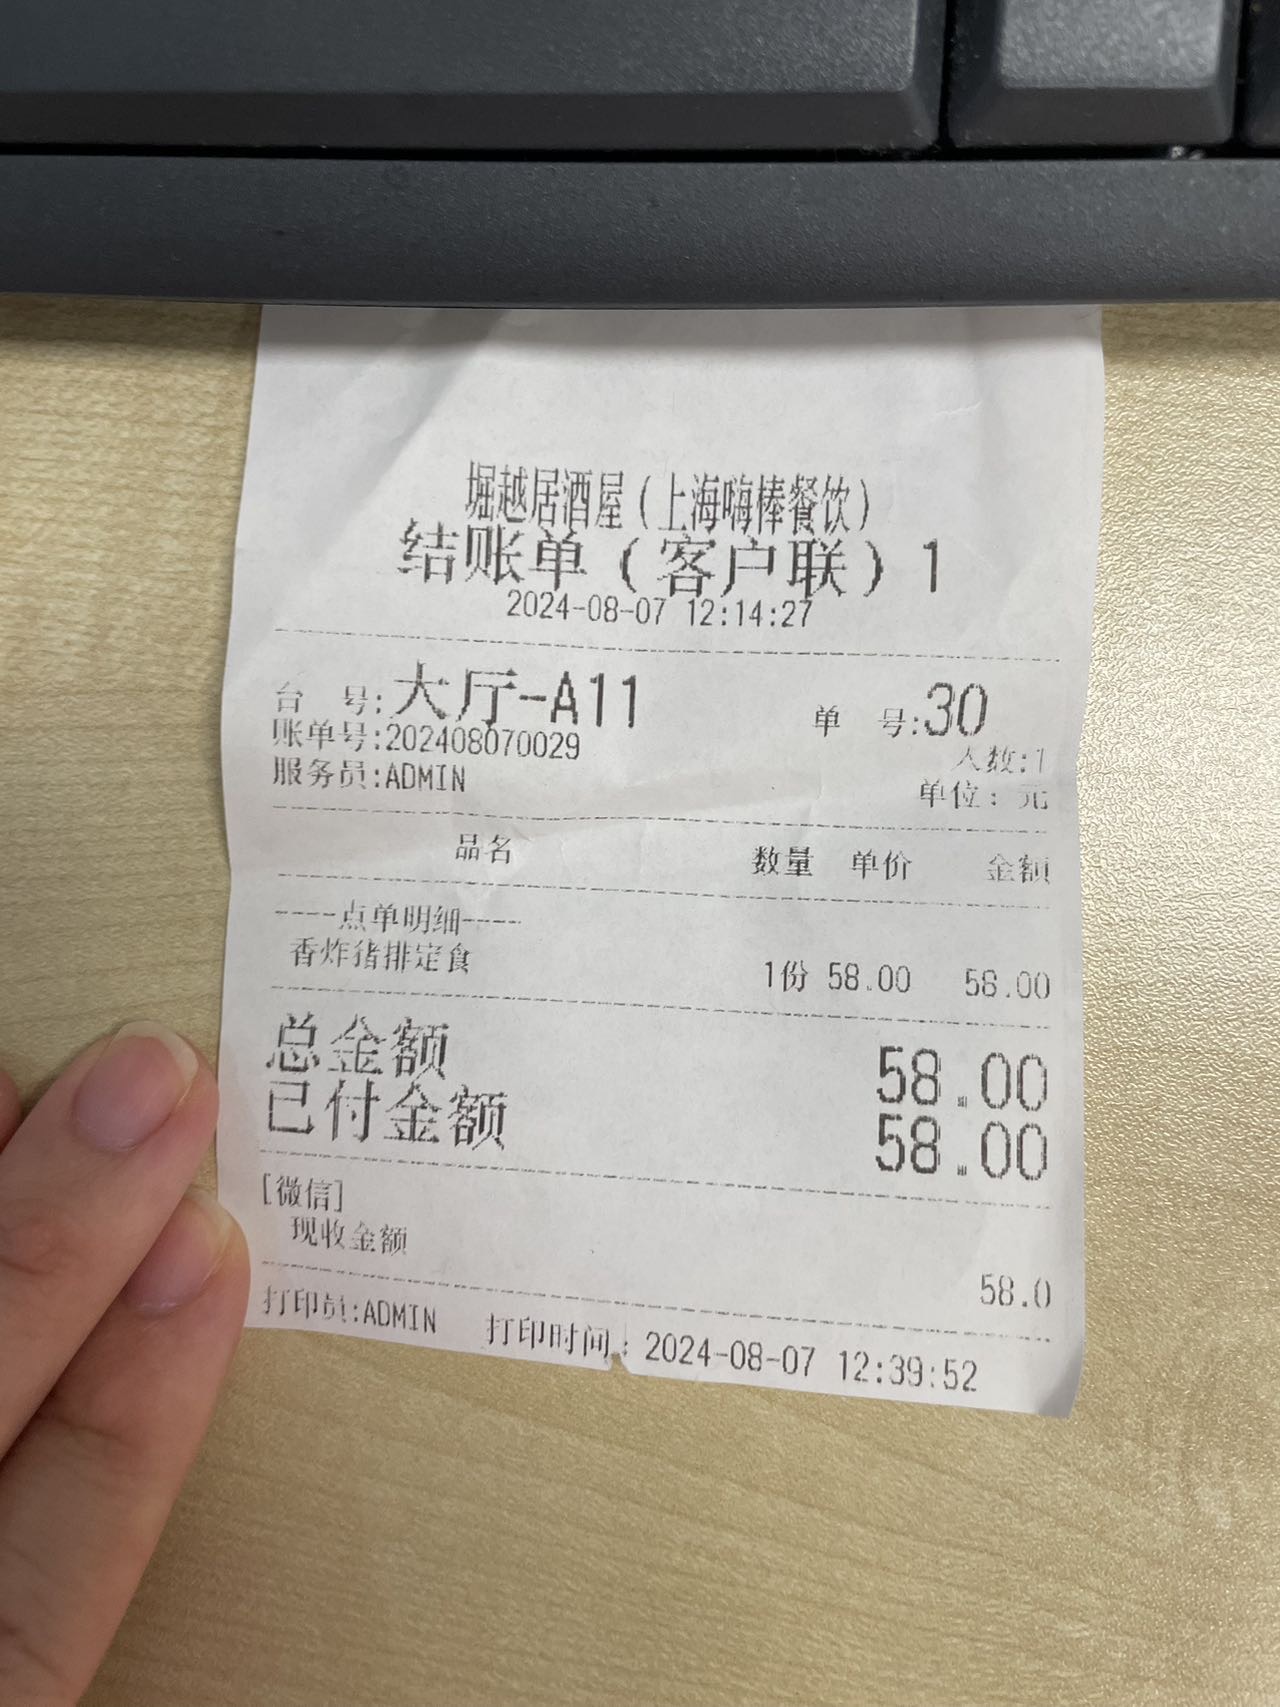 堀越居酒屋(上海嗨棒餐饮)
结账单(客户联)1
2024-08-07 12:14:27
台 号:大厅-A11 单 号:30
账单号:202408070029 人数:1
服务员:ADMIN 单位: 元
品名 数量 单价 金额
----点单明细----
香炸猪排定食 1份 58.00 58.00
总金额 58.00
已付金额 58.00
[微信]
现收金额 58.0
打印员:ADMIN 打印时间: 2024-08-07 12:39:52